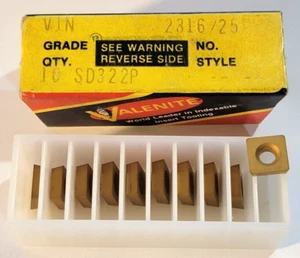 VIN 2316/25
GRADE SEE WARNING NO.
QTY. REVERSE SIDE STYLE
10 SD322P
VALENITE
World Leader in Indexable
Insert Tooling